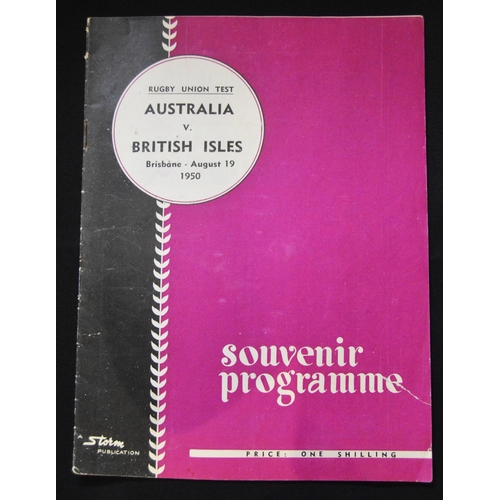 RUGBY UNION TEST
AUSTRALIA
V.
BRITISH ISLES
Brisbane - August 19
1950
souvenir
programme
Storm
PUBLICATION
PRICE: ONE SHILLING